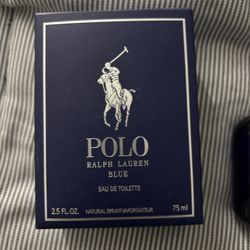 POLO
RALPH LAUREN
BLUE
EAU DE TOILETTE
2.5 FL.OZ. NATURAL SPRAY/VAPORISATEUR 75 ml